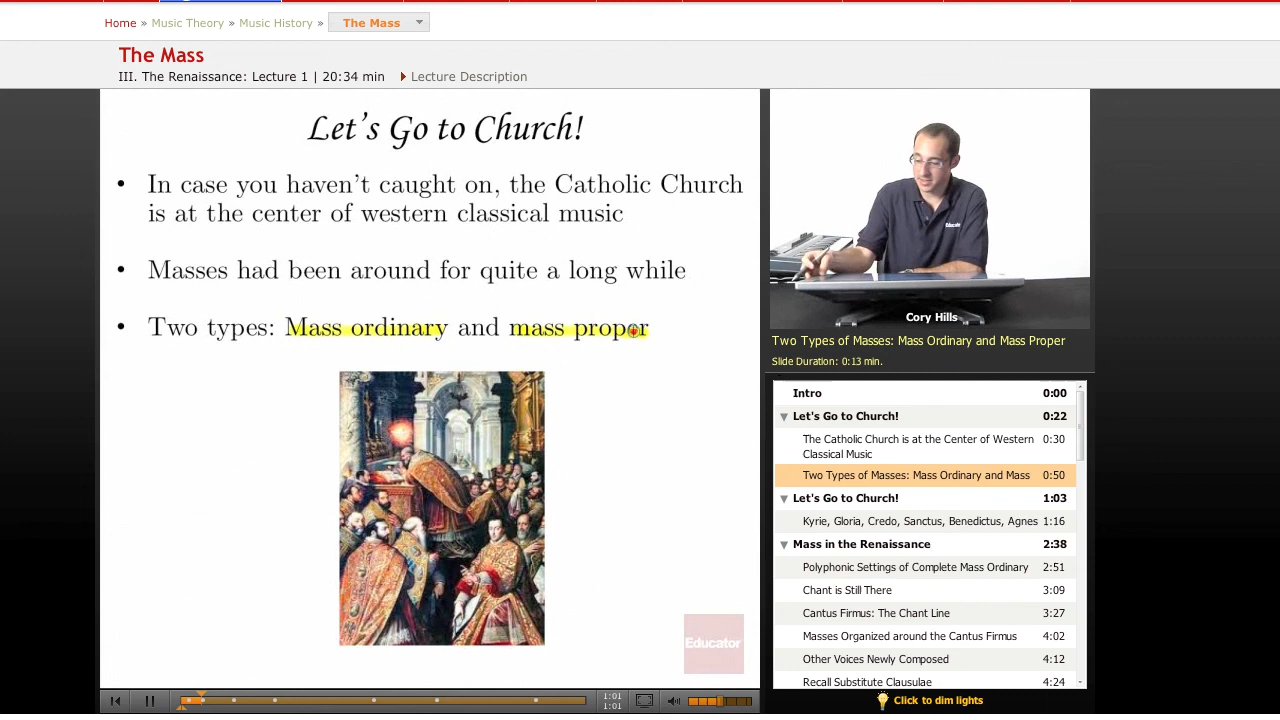 Home » Music Theory » Music History » The Mass
The Mass
III. The Renaissance: Lecture 1 | 20:34 min Lecture Description
Let's Go to Church!
• In case you haven't caught on, the Catholic Church
is at the center of western classical music
• Masses had been around for quite a long while
• Two types: Mass ordinary and mass proper
Educator
1:01
1:01
Educator
Cory Hills
Two Types of Masses: Mass Ordinary and Mass Proper
Slide Duration: 0:13 min.
Intro 0:00
Let's Go to Church! 0:22
The Catholic Church is at the Center of Western 0:30
Classical Music
Two Types of Masses: Mass Ordinary and Mass 0:50
Let's Go to Church! 1:03
Kyrie, Gloria, Credo, Sanctus, Benedictus, Agnes 1:16
Mass in the Renaissance 2:38
Polyphonic Settings of Complete Mass Ordinary 2:51
Chant is Still There 3:09
Cantus Firmus: The Chant Line 3:27
Masses Organized around the Cantus Firmus 4:02
Other Voices Newly Composed 4:12
Recall Substitute Clausulae 4:24
Click to dim lights